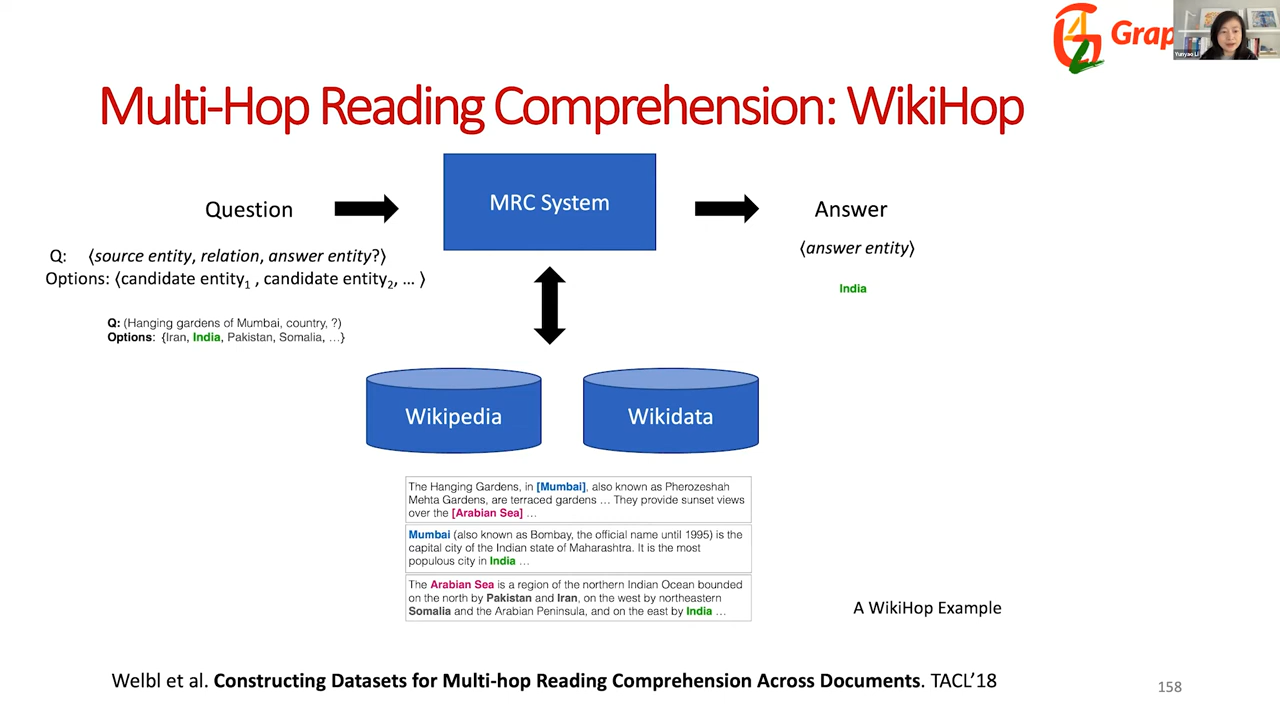 Grap
Yunyao Li
Multi-Hop Reading Comprehension: WikiHop
Question
MRC System
Answer
Q: ⟨source entity, relation, answer entity?⟩
Options: ⟨candidate entity1 , candidate entity2, … ⟩
⟨answer entity⟩
India
Q: (Hanging gardens of Mumbai, country, ?)
Options: {Iran, India, Pakistan, Somalia, …}
Wikipedia
Wikidata
The Hanging Gardens, in [Mumbai], also known as Pherozeshah
Mehta Gardens, are terraced gardens … They provide sunset views
over the [Arabian Sea] …
Mumbai (also known as Bombay, the official name until 1995) is the
capital city of the Indian state of Maharashtra. It is the most
populous city in India …
The Arabian Sea is a region of the northern Indian Ocean bounded
on the north by Pakistan and Iran, on the west by northeastern
Somalia and the Arabian Peninsula, and on the east by India …
A WikiHop Example
Welbl et al. Constructing Datasets for Multi-hop Reading Comprehension Across Documents. TACL’18
158